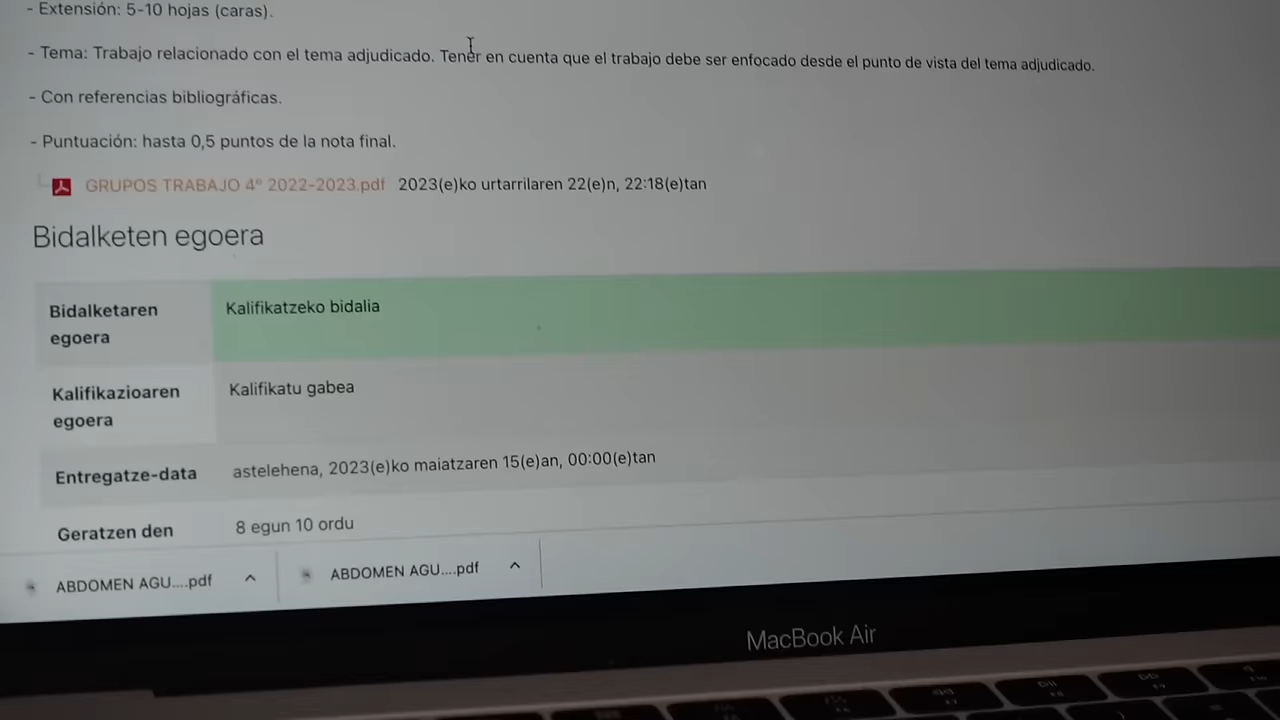 - Extensión: 5-10 hojas (caras).
- Tema: Trabajo relacionado con el tema adjudicado. Tener en cuenta que el trabajo debe ser enfocado desde el punto de vista del tema adjudicado.
- Con referencias bibliográficas.
- Puntuación: hasta 0,5 puntos de la nota final.
GRUPOS TRABAJO 4º 2022-2023.pdf 2023(e)ko urtarrilaren 22(e)n, 22:18(e)tan
Bidalketen egoera
Bidalketaren egoera
Kalifikatzeko bidalia
Kalifikazioaren egoera
Kalifikatu gabea
Entregatze-data
astelehena, 2023(e)ko maiatzaren 15(e)an, 00:00(e)tan
Geratzen den
8 egun 10 ordu
ABDOMEN AGU....pdf
ABDOMEN AGU....pdf
MacBook Air